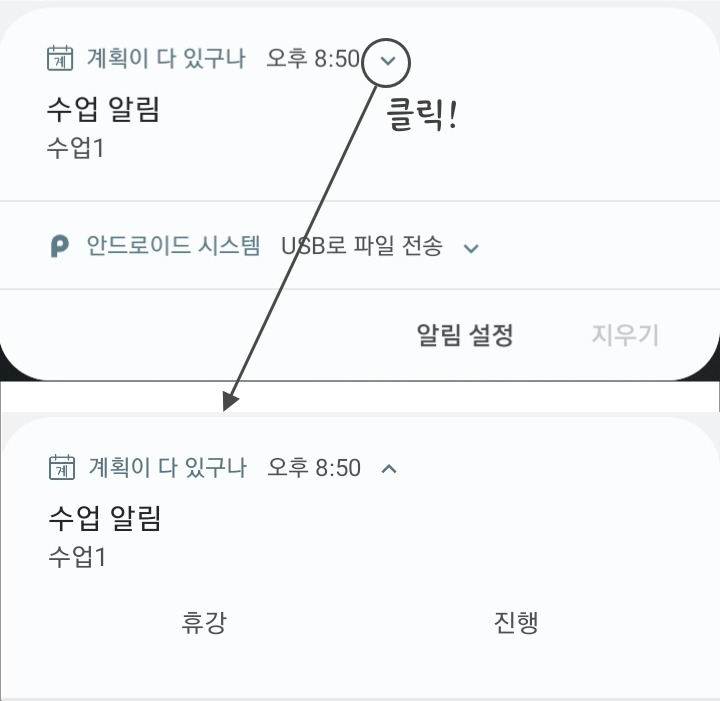 계 계획이 다 있구나 오후 8:50
클릭!
수업 알림
수업1
안드로이드 시스템 USB로 파일 전송
알림 설정 지우기
계 계획이 다 있구나 오후 8:50
수업 알림
수업1
휴강 진행